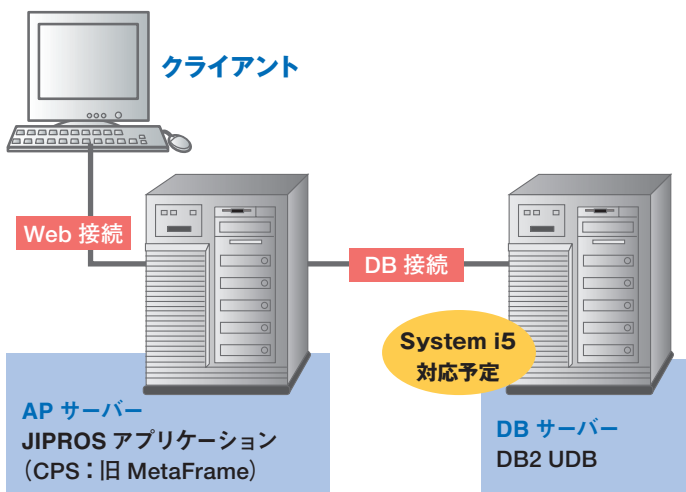 クライアント
Web 接続
DB 接続
System i5
対応予定
AP サーバー
JIPROS アプリケーション
（CPS：旧 MetaFrame）
DB サーバー
DB2 UDB